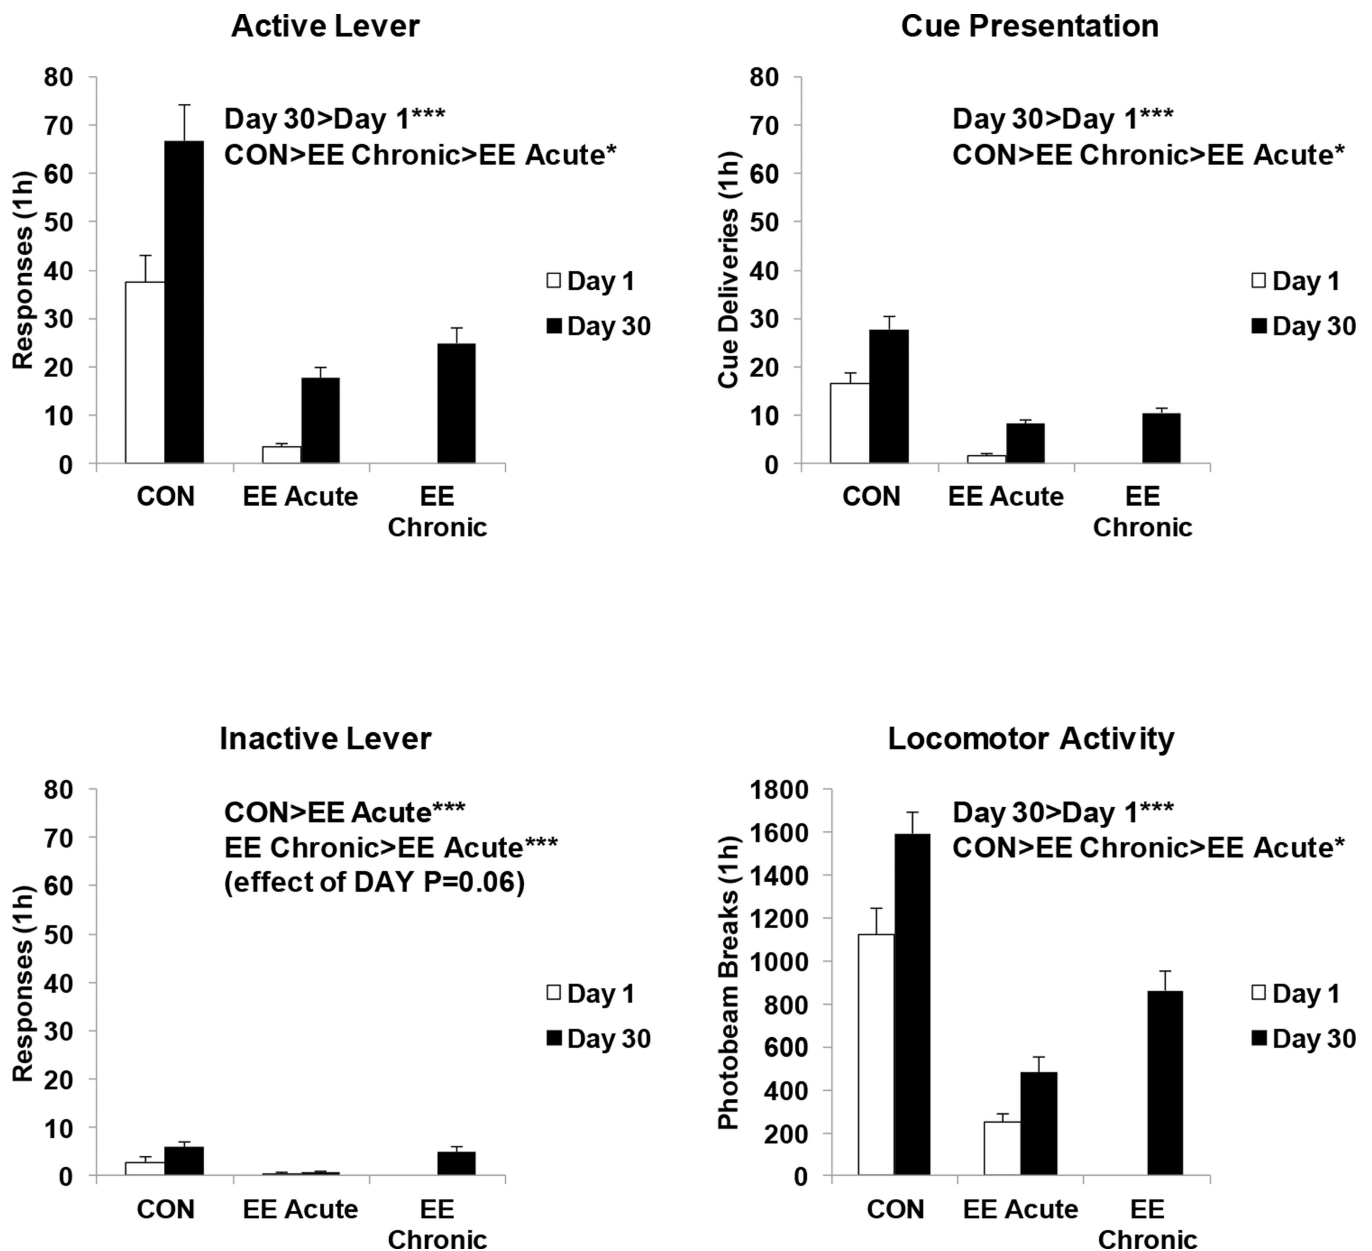 Active Lever
80
70
60
50
40
30
20
10
0
Responses (1h)
Day 30>Day 1***
CON>EE Chronic>EE Acute*
Day 1
Day 30
CON
EE Acute
EE
Chronic
Cue Presentation
80
70
60
50
40
30
20
10
0
Cue Deliveries (1h)
Day 30>Day 1***
CON>EE Chronic>EE Acute*
Day 1
Day 30
CON
EE Acute
EE
Chronic
Inactive Lever
80
70
60
50
40
30
20
10
0
Responses (1h)
CON>EE Acute***
EE Chronic>EE Acute***
(effect of DAY P=0.06)
Day 1
Day 30
CON
EE Acute
EE
Chronic
Locomotor Activity
1800
1600
1400
1200
1000
800
600
400
200
0
Photobeam Breaks (1h)
Day 30>Day 1***
CON>EE Chronic>EE Acute*
Day 1
Day 30
CON
EE Acute
EE
Chronic